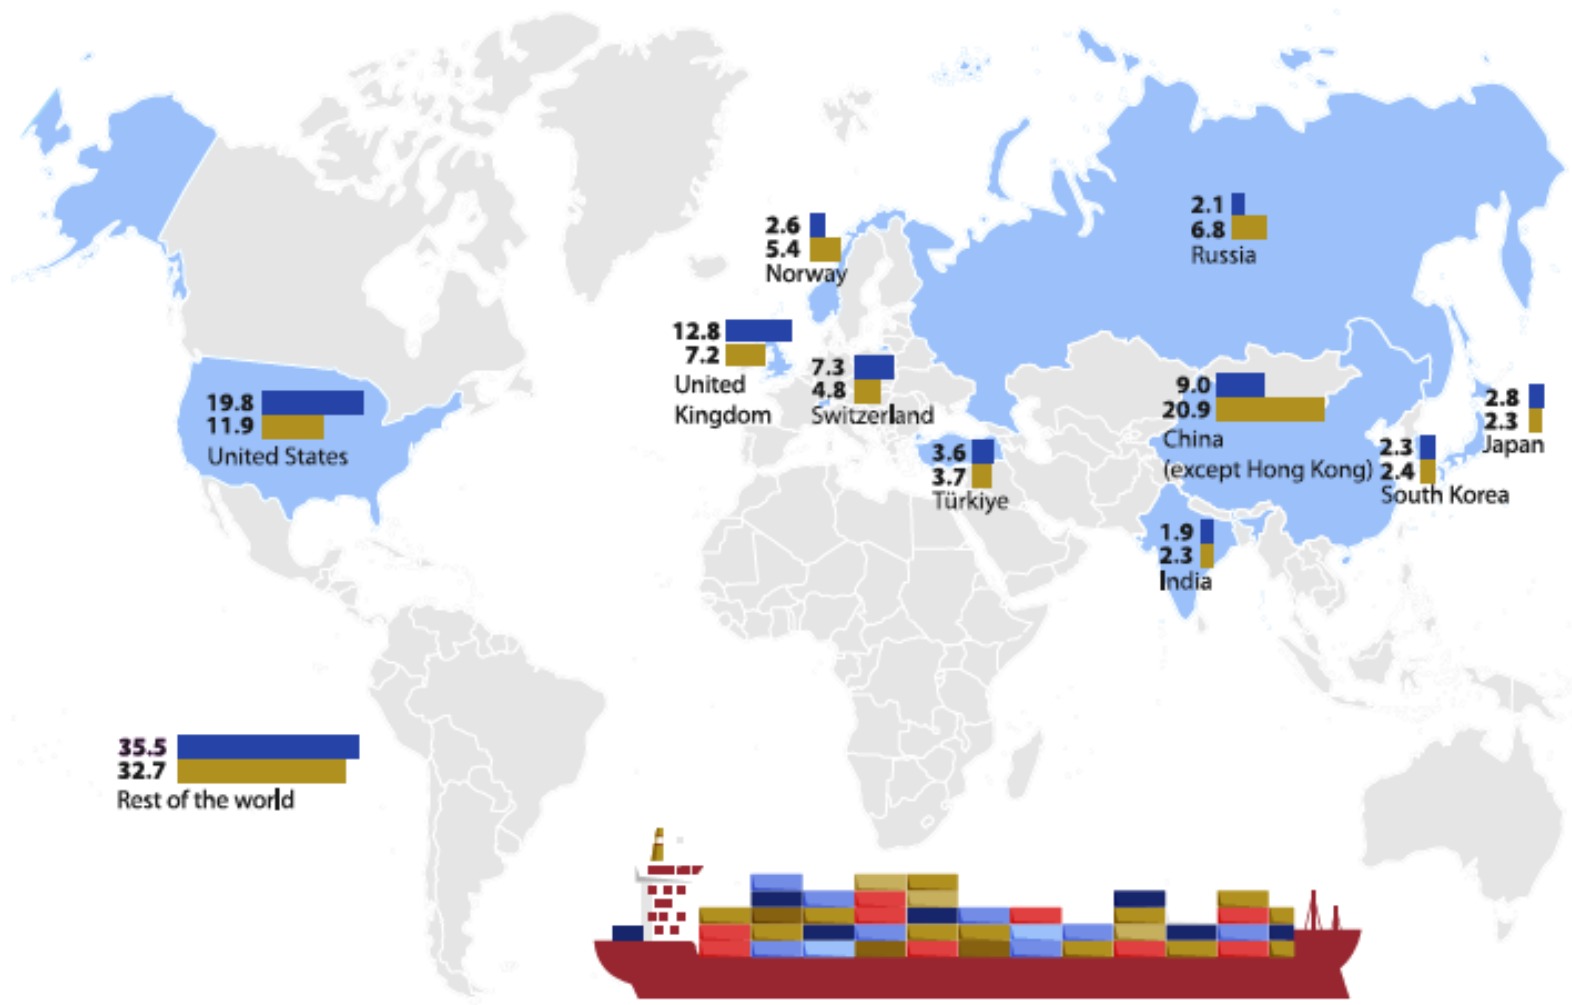 2.1
6.8
Russia
2.6
5.4
Norway
12.8
7.2
United
Kingdom
7.3
4.8
Switzerland
19.8
11.9
United States
9.0
20.9
China
(except Hong Kong)
2.8
2.3
Japan
2.3
2.4
South Korea
3.6
3.7
Türkiye
1.9
2.3
India
35.5
32.7
Rest of the world